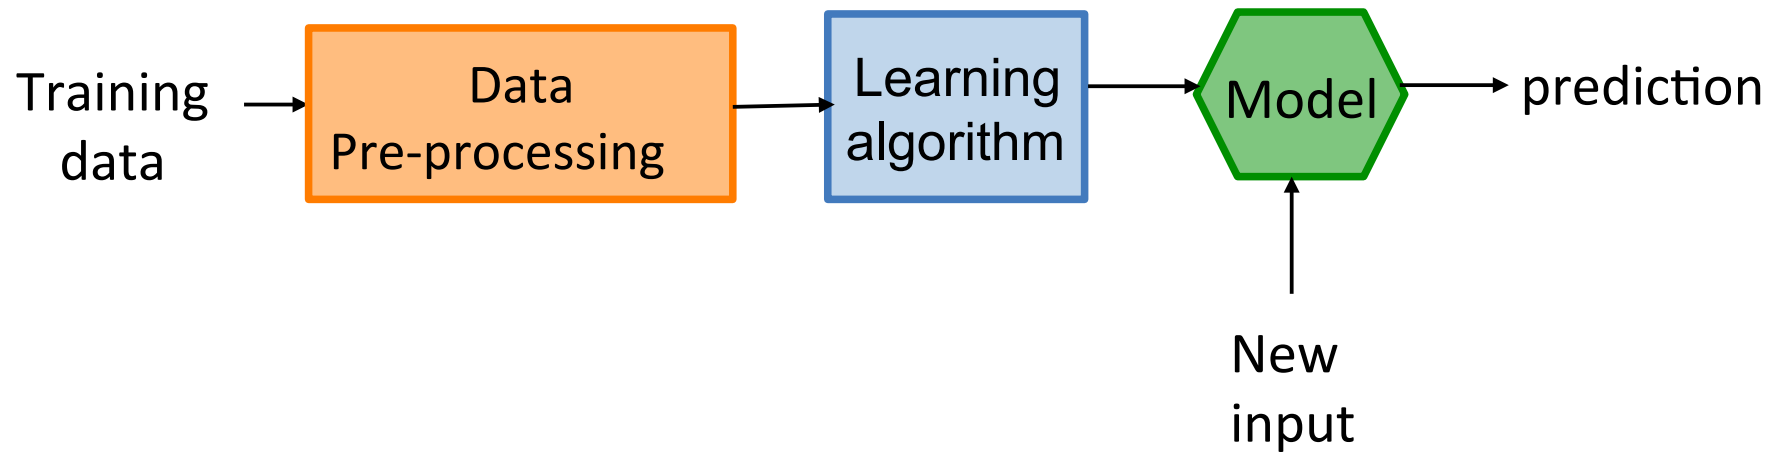 Training
data
Data
Pre-processing
Learning
algorithm
Model
prediction
New
input